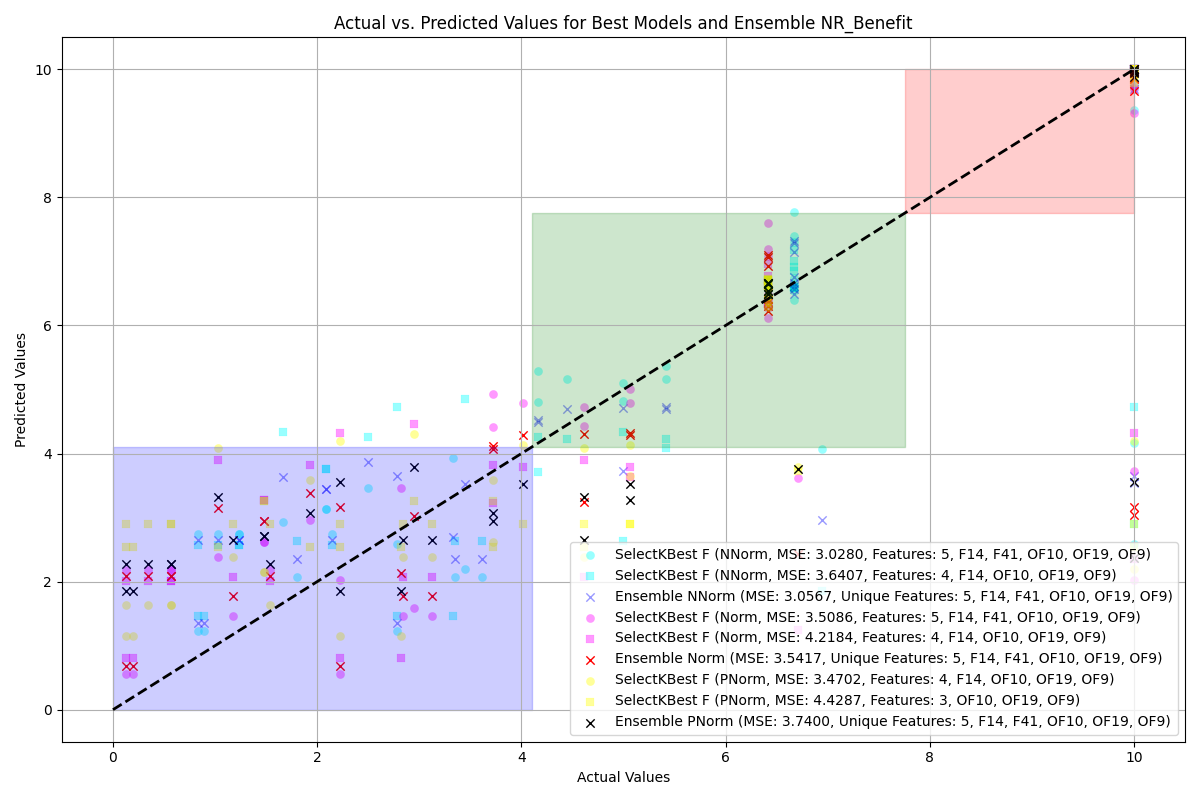 Actual vs. Predicted Values for Best Models and Ensemble NR_Benefit
10
8
6
4
2
0
Predicted Values
SelectKBest F (NNorm, MSE: 3.0280, Features: 5, F14, F41, OF10, OF19, OF9)
SelectKBest F (NNorm, MSE: 3.6407, Features: 4, F14, OF10, OF19, OF9)
Ensemble NNorm (MSE: 3.0567, Unique Features: 5, F14, F41, OF10, OF19, OF9)
SelectKBest F (Norm, MSE: 3.5086, Features: 5, F14, F41, OF10, OF19, OF9)
SelectKBest F (Norm, MSE: 4.2184, Features: 4, F14, OF10, OF19, OF9)
Ensemble Norm (MSE: 3.5417, Unique Features: 5, F14, F41, OF10, OF19, OF9)
SelectKBest F (PNorm, MSE: 3.4702, Features: 4, F14, OF10, OF19, OF9)
SelectKBest F (PNorm, MSE: 4.4287, Features: 3, OF10, OF19, OF9)
Ensemble PNorm (MSE: 3.7400, Unique Features: 5, F14, F41, OF10, OF19, OF9)
0 2 4 6 8 10
Actual Values